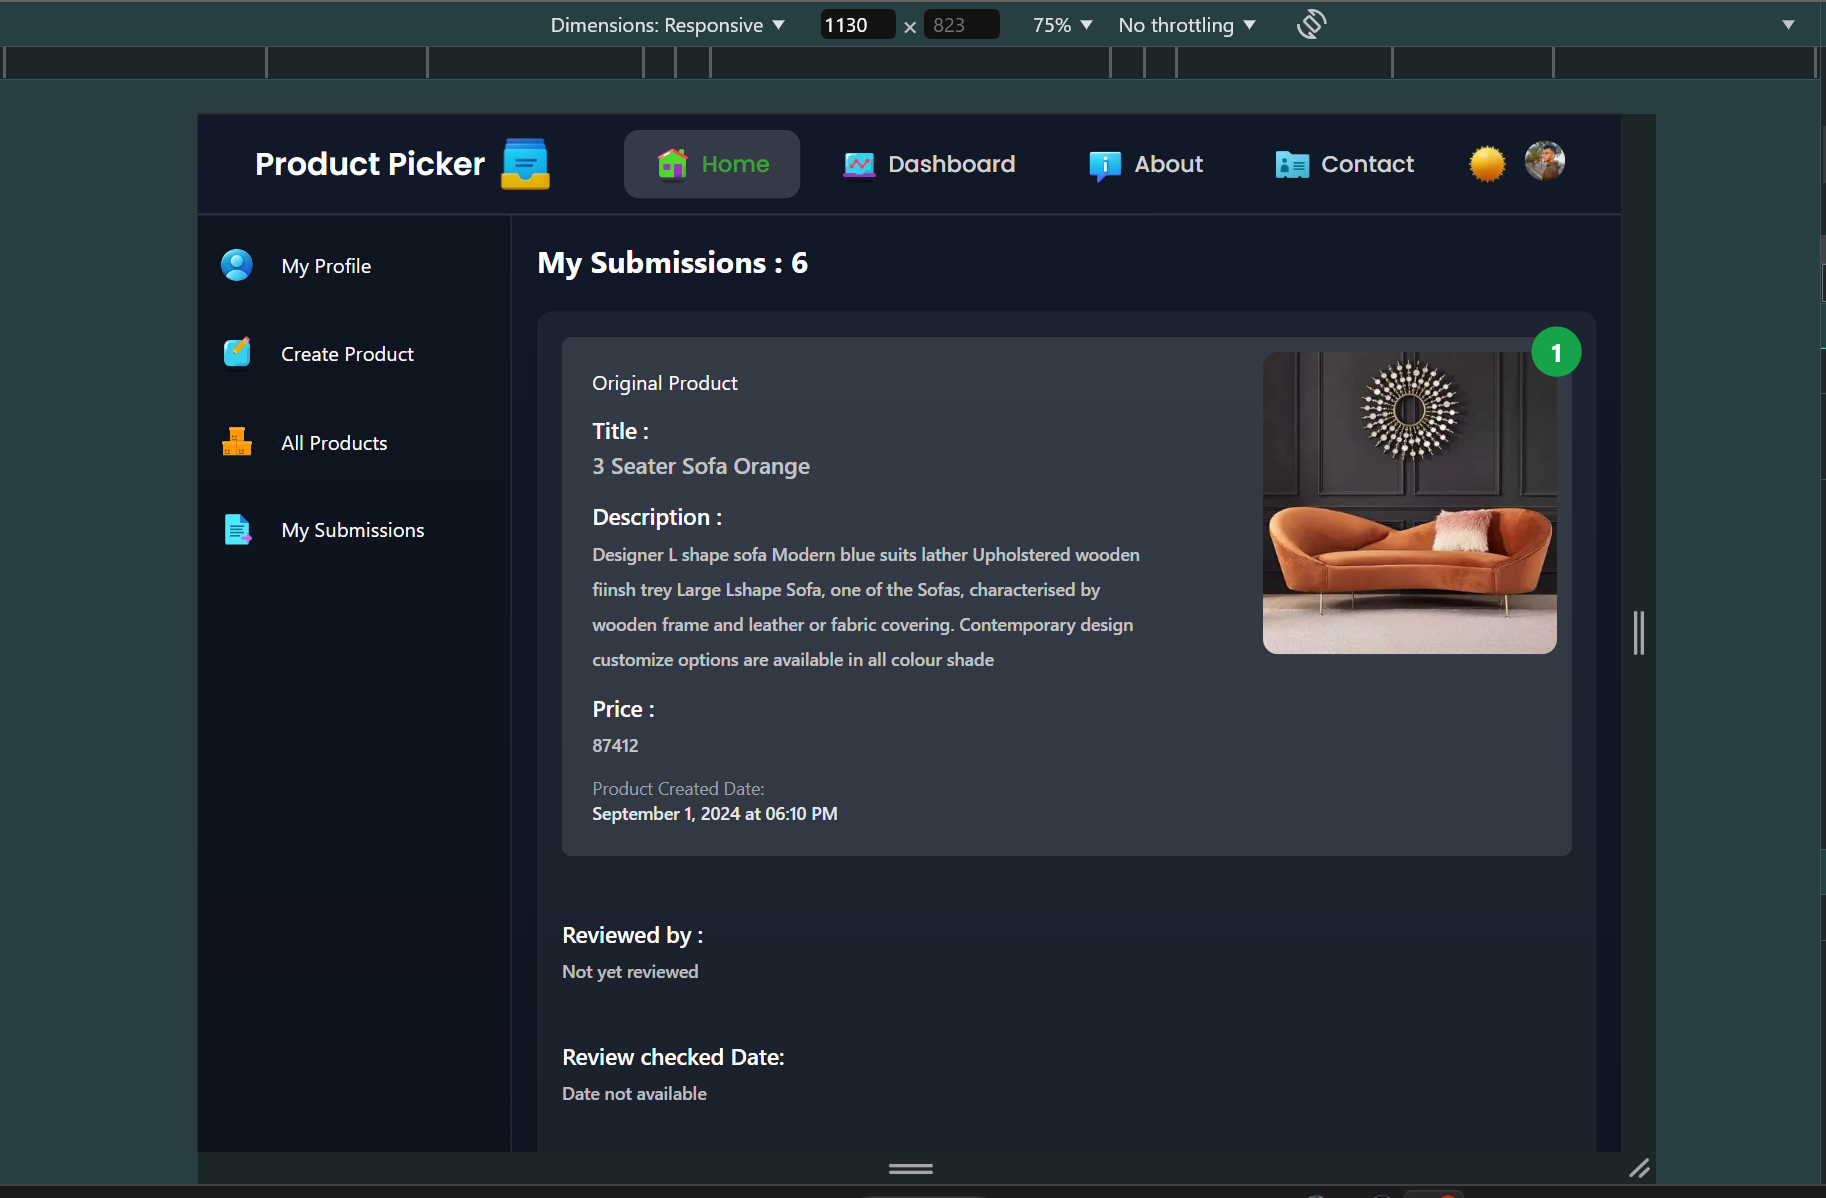 Dimensions: Responsive ▼ 1130 × 823 75% ▼ No throttling ▼
Product Picker Home Dashboard About Contact
My Profile
Create Product
All Products
My Submissions
My Submissions : 6
1
Original Product
Title :
3 Seater Sofa Orange
Description :
Designer L shape sofa Modern blue suits lather Upholstered wooden
fiinsh trey Large Lshape Sofa, one of the Sofas, characterised by
wooden frame and leather or fabric covering. Contemporary design
customize options are available in all colour shade
Price :
87412
Product Created Date:
September 1, 2024 at 06:10 PM
Reviewed by :
Not yet reviewed
Review checked Date:
Date not available